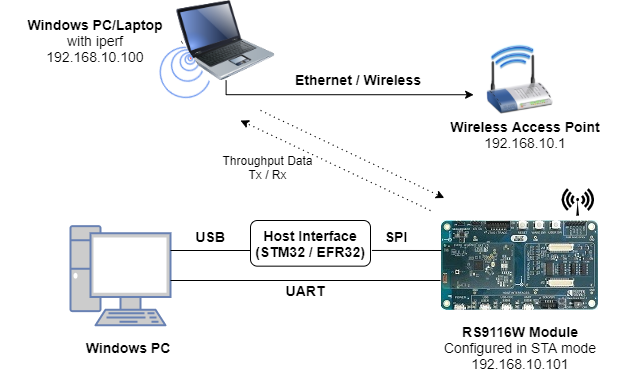 Windows PC/Laptop
with iperf
192.168.10.100
Ethernet / Wireless
Wireless Access Point
192.168.10.1
Throughput Data
Tx / Rx
USB
Host Interface
(STM32 / EFR32)
SPI
UART
Windows PC
RS9116W Module
Configured in STA mode
192.168.10.101